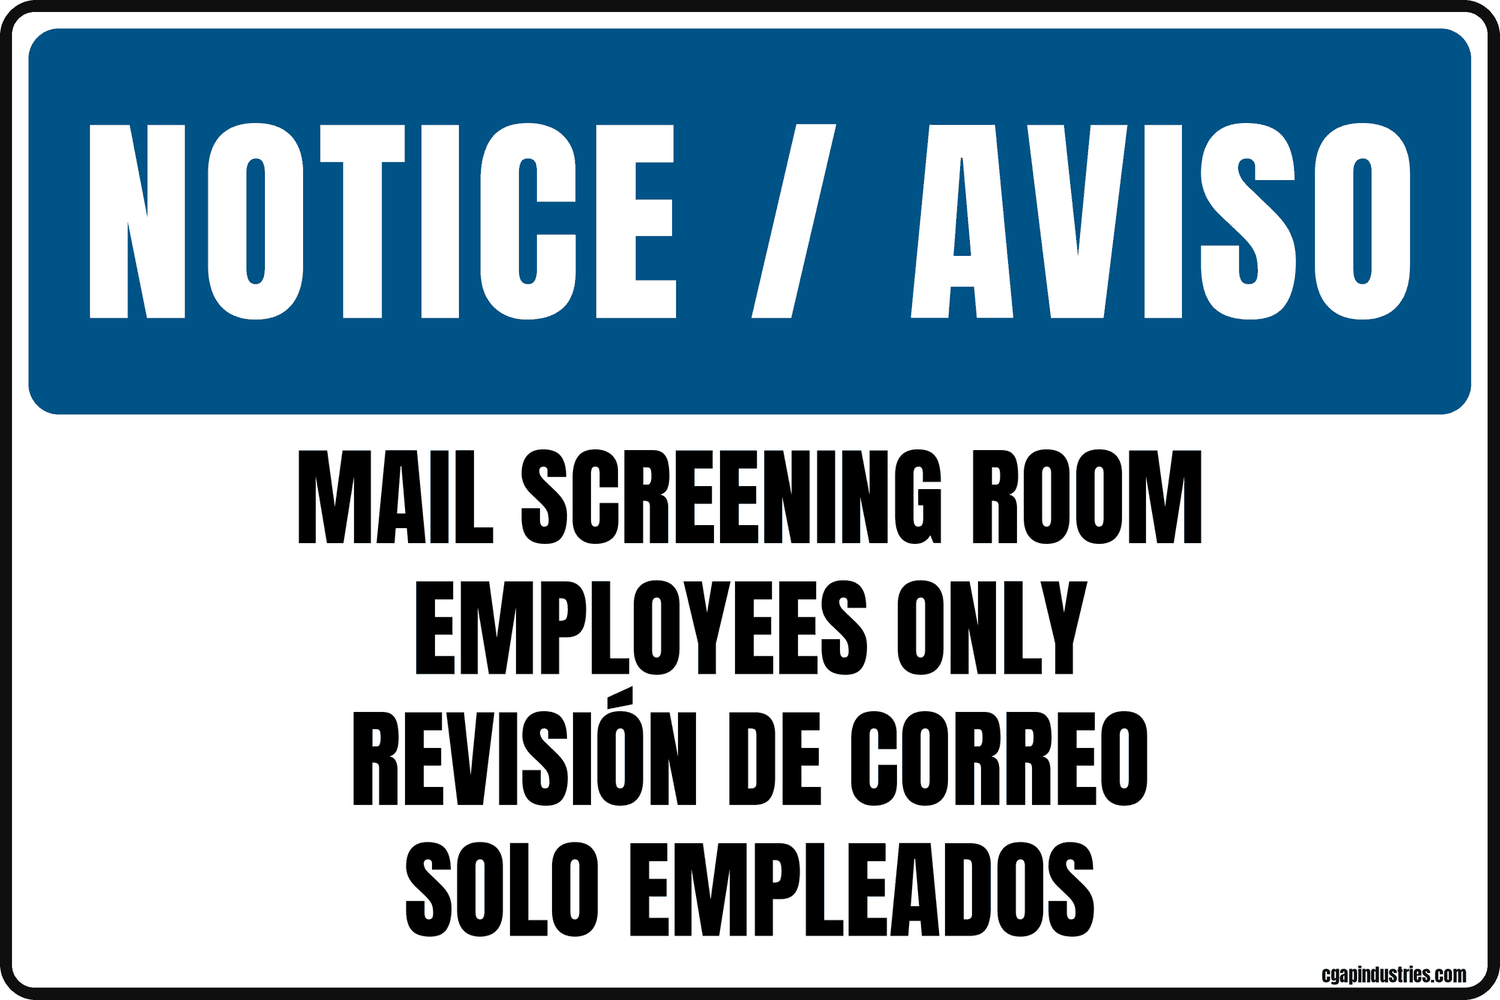 NOTICE / AVISO
MAIL SCREENING ROOM
EMPLOYEES ONLY
REVISIÓN DE CORREO
SOLO EMPLEADOS
cgapindustries.com